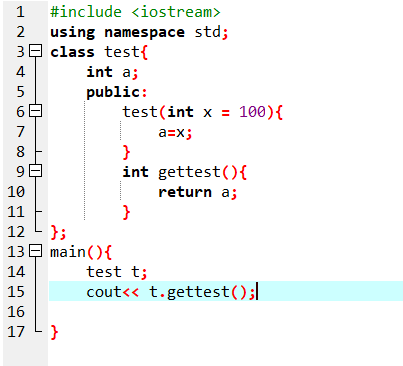 1 #include <iostream>
2 using namespace std;
3 class test{
4 int a;
5 public:
6 test(int x = 100){
7 a=x;
8 }
9 int gettest(){
10 return a;
11 }
12 };
13 main(){
14 test t;
15 cout<< t.gettest();
16
17 }